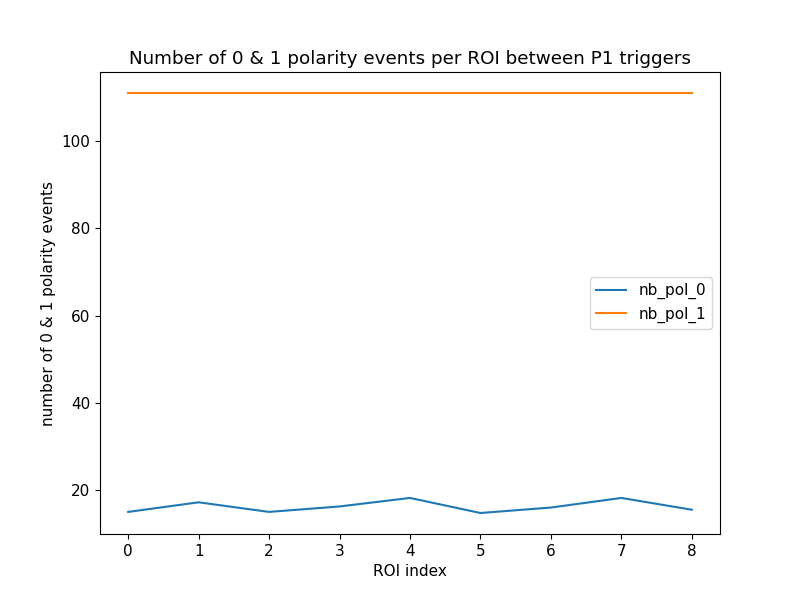 Number of 0 & 1 polarity events per ROI between P1 triggers
number of 0 & 1 polarity events
100
80
60
40
20
nb_pol_0
nb_pol_1
0 1 2 3 4 5 6 7 8
ROI index